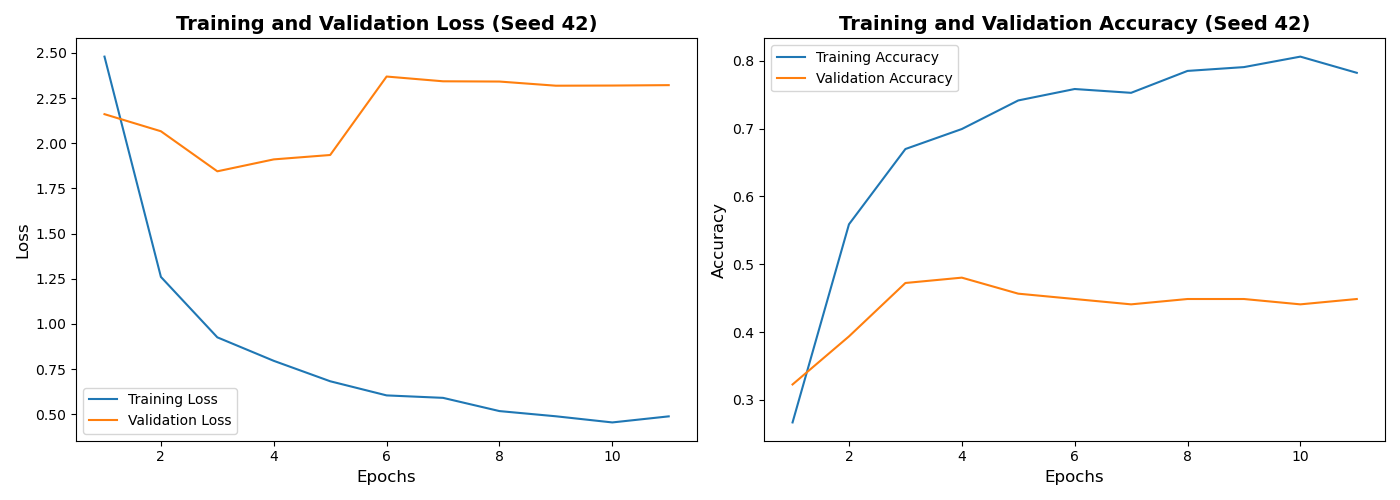 Training and Validation Loss (Seed 42)
2.50
2.25
2.00
1.75
1.50
1.25
1.00
0.75
0.50
Loss
Training Loss
Validation Loss
2 4 6 8 10
Epochs
Training and Validation Accuracy (Seed 42)
Training Accuracy
Validation Accuracy
0.8
0.7
0.6
0.5
0.4
0.3
Accuracy
2 4 6 8 10
Epochs